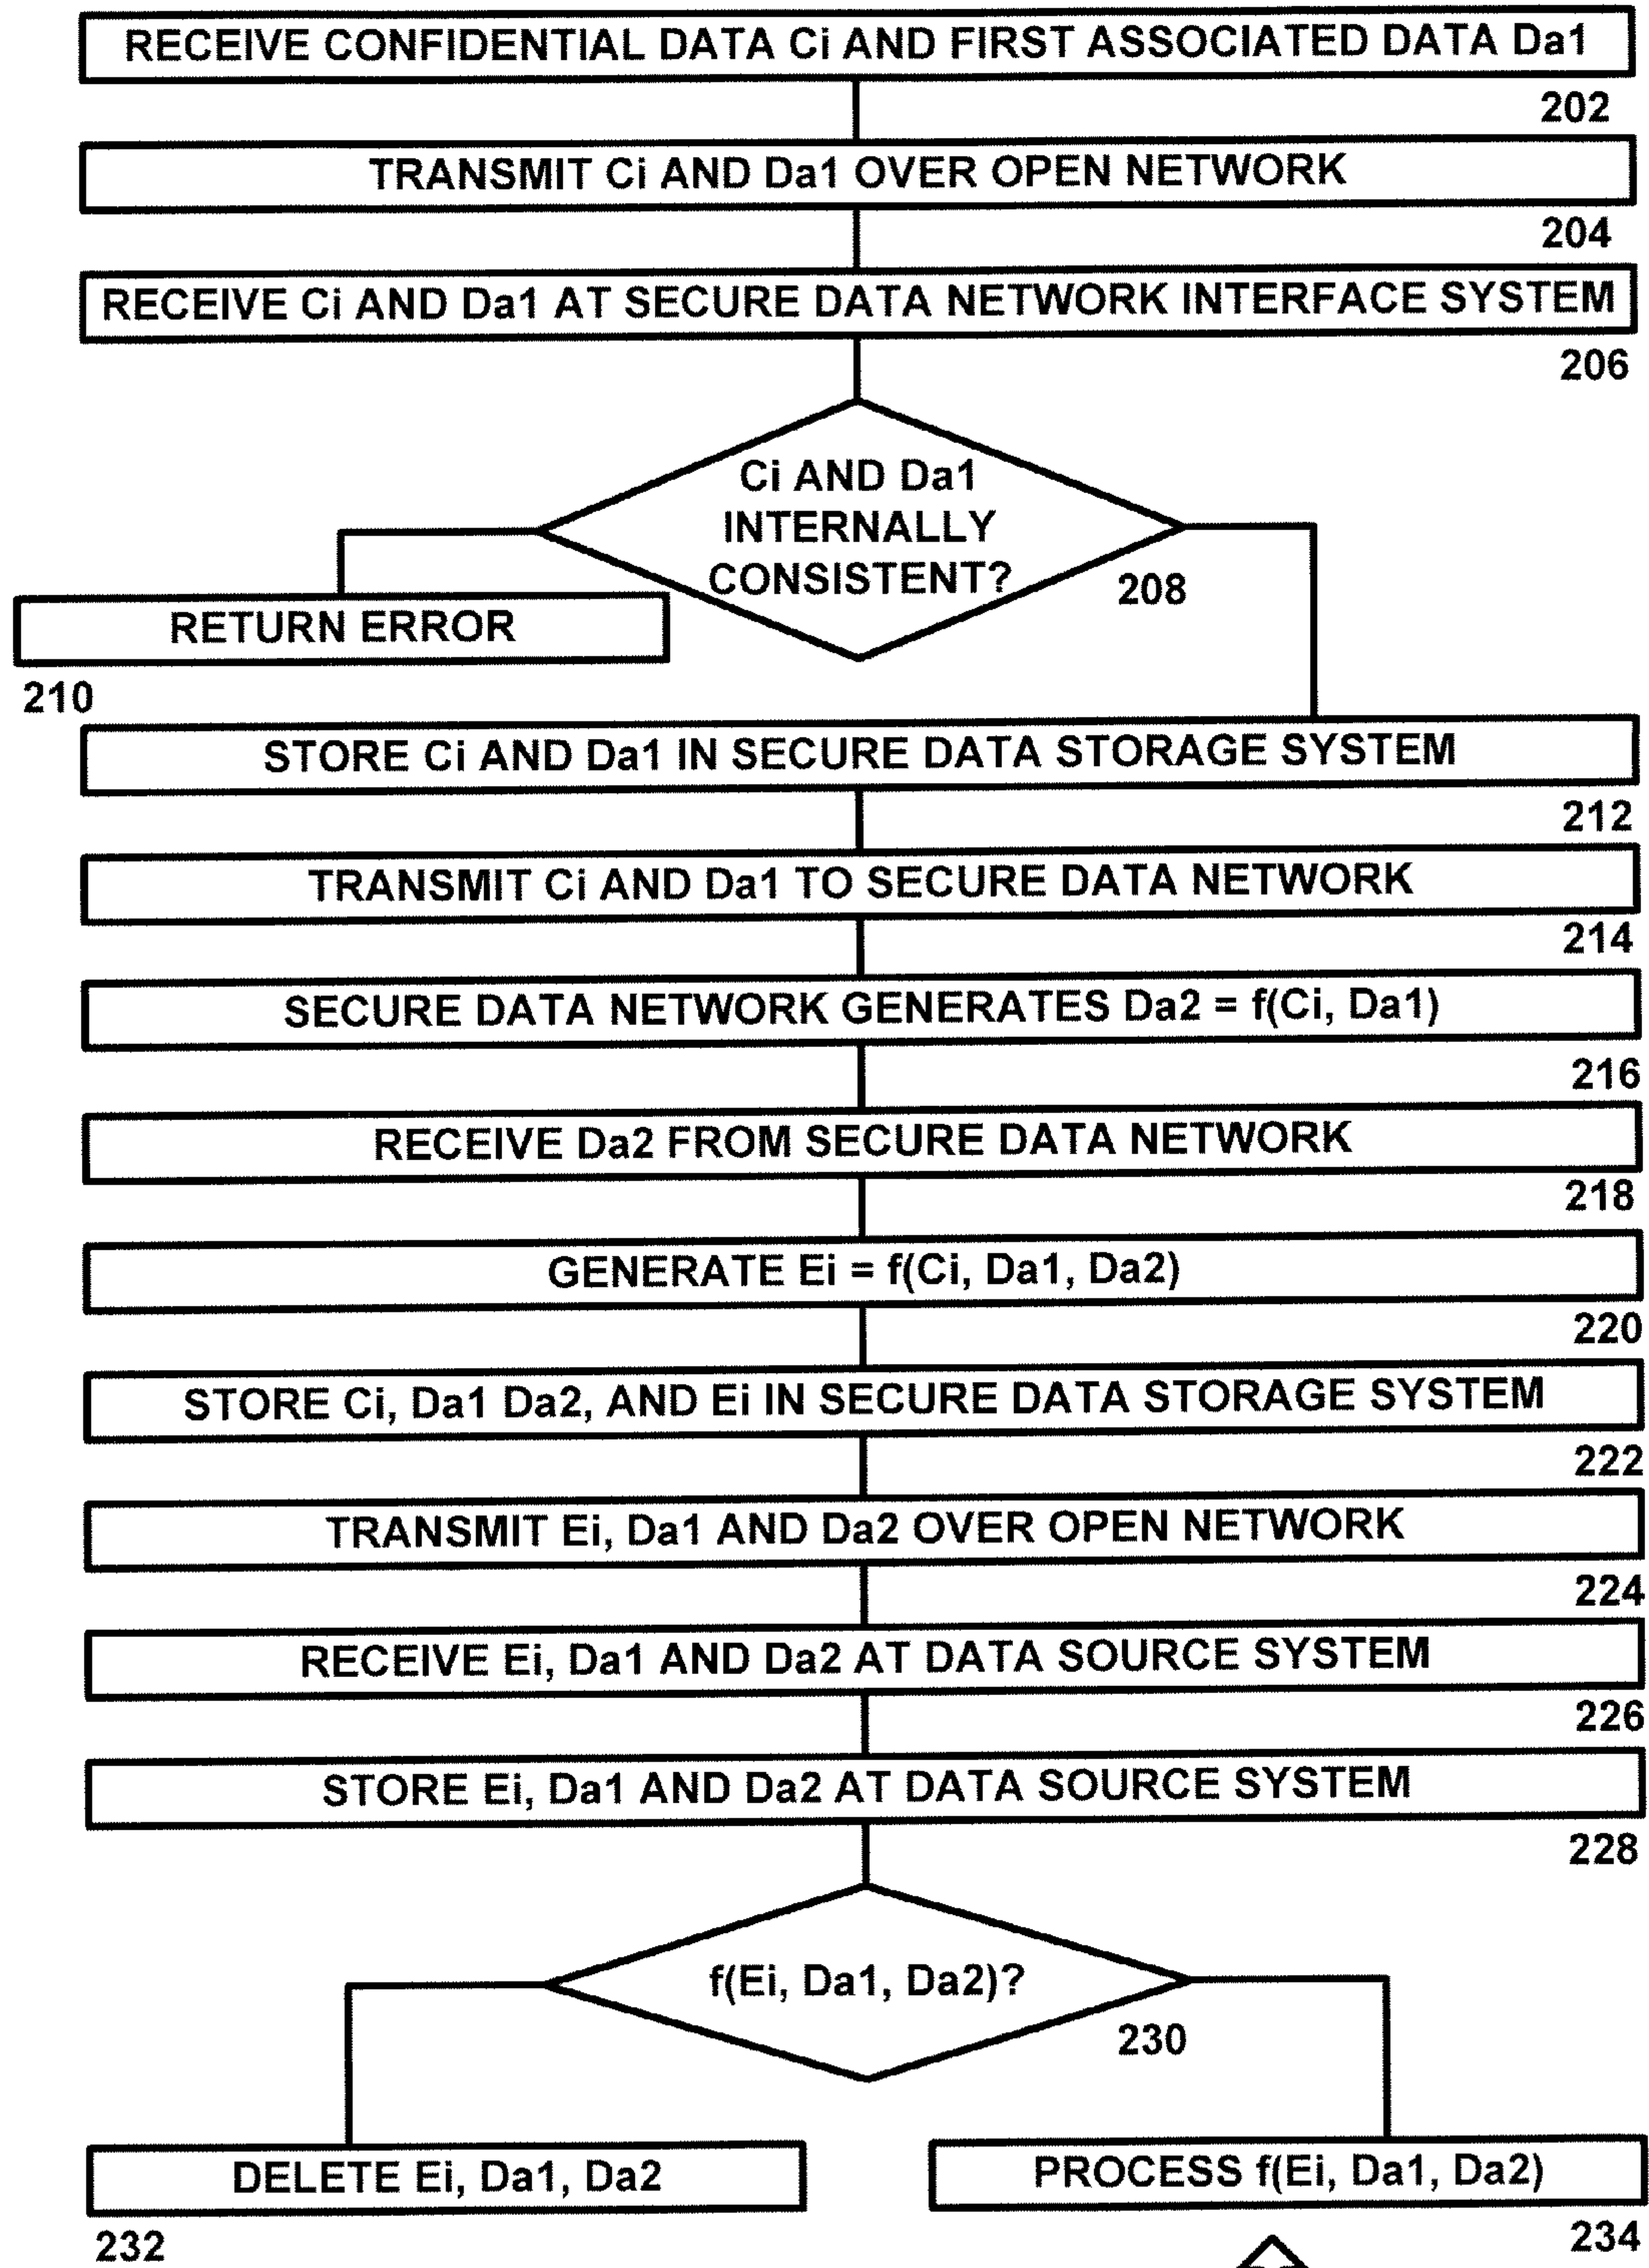 RECEIVE CONFIDENTIAL DATA Ci AND FIRST ASSOCIATED DATA Da1
202
TRANSMIT Ci AND Da1 OVER OPEN NETWORK
204
RECEIVE Ci AND Da1 AT SECURE DATA NETWORK INTERFACE SYSTEM
206
Ci AND Da1
INTERNALLY
CONSISTENT?
208
RETURN ERROR
210
STORE Ci AND Da1 IN SECURE DATA STORAGE SYSTEM
212
TRANSMIT Ci AND Da1 TO SECURE DATA NETWORK
214
SECURE DATA NETWORK GENERATES Da2 = f(Ci, Da1)
216
RECEIVE Da2 FROM SECURE DATA NETWORK
218
GENERATE Ei = f(Ci, Da1, Da2)
220
STORE Ci, Da1 Da2, AND Ei IN SECURE DATA STORAGE SYSTEM
222
TRANSMIT Ei, Da1 AND Da2 OVER OPEN NETWORK
224
RECEIVE Ei, Da1 AND Da2 AT DATA SOURCE SYSTEM
226
STORE Ei, Da1 AND Da2 AT DATA SOURCE SYSTEM
228
f(Ei, Da1, Da2)?
230
DELETE Ei, Da1, Da2
232
PROCESS f(Ei, Da1, Da2)
234